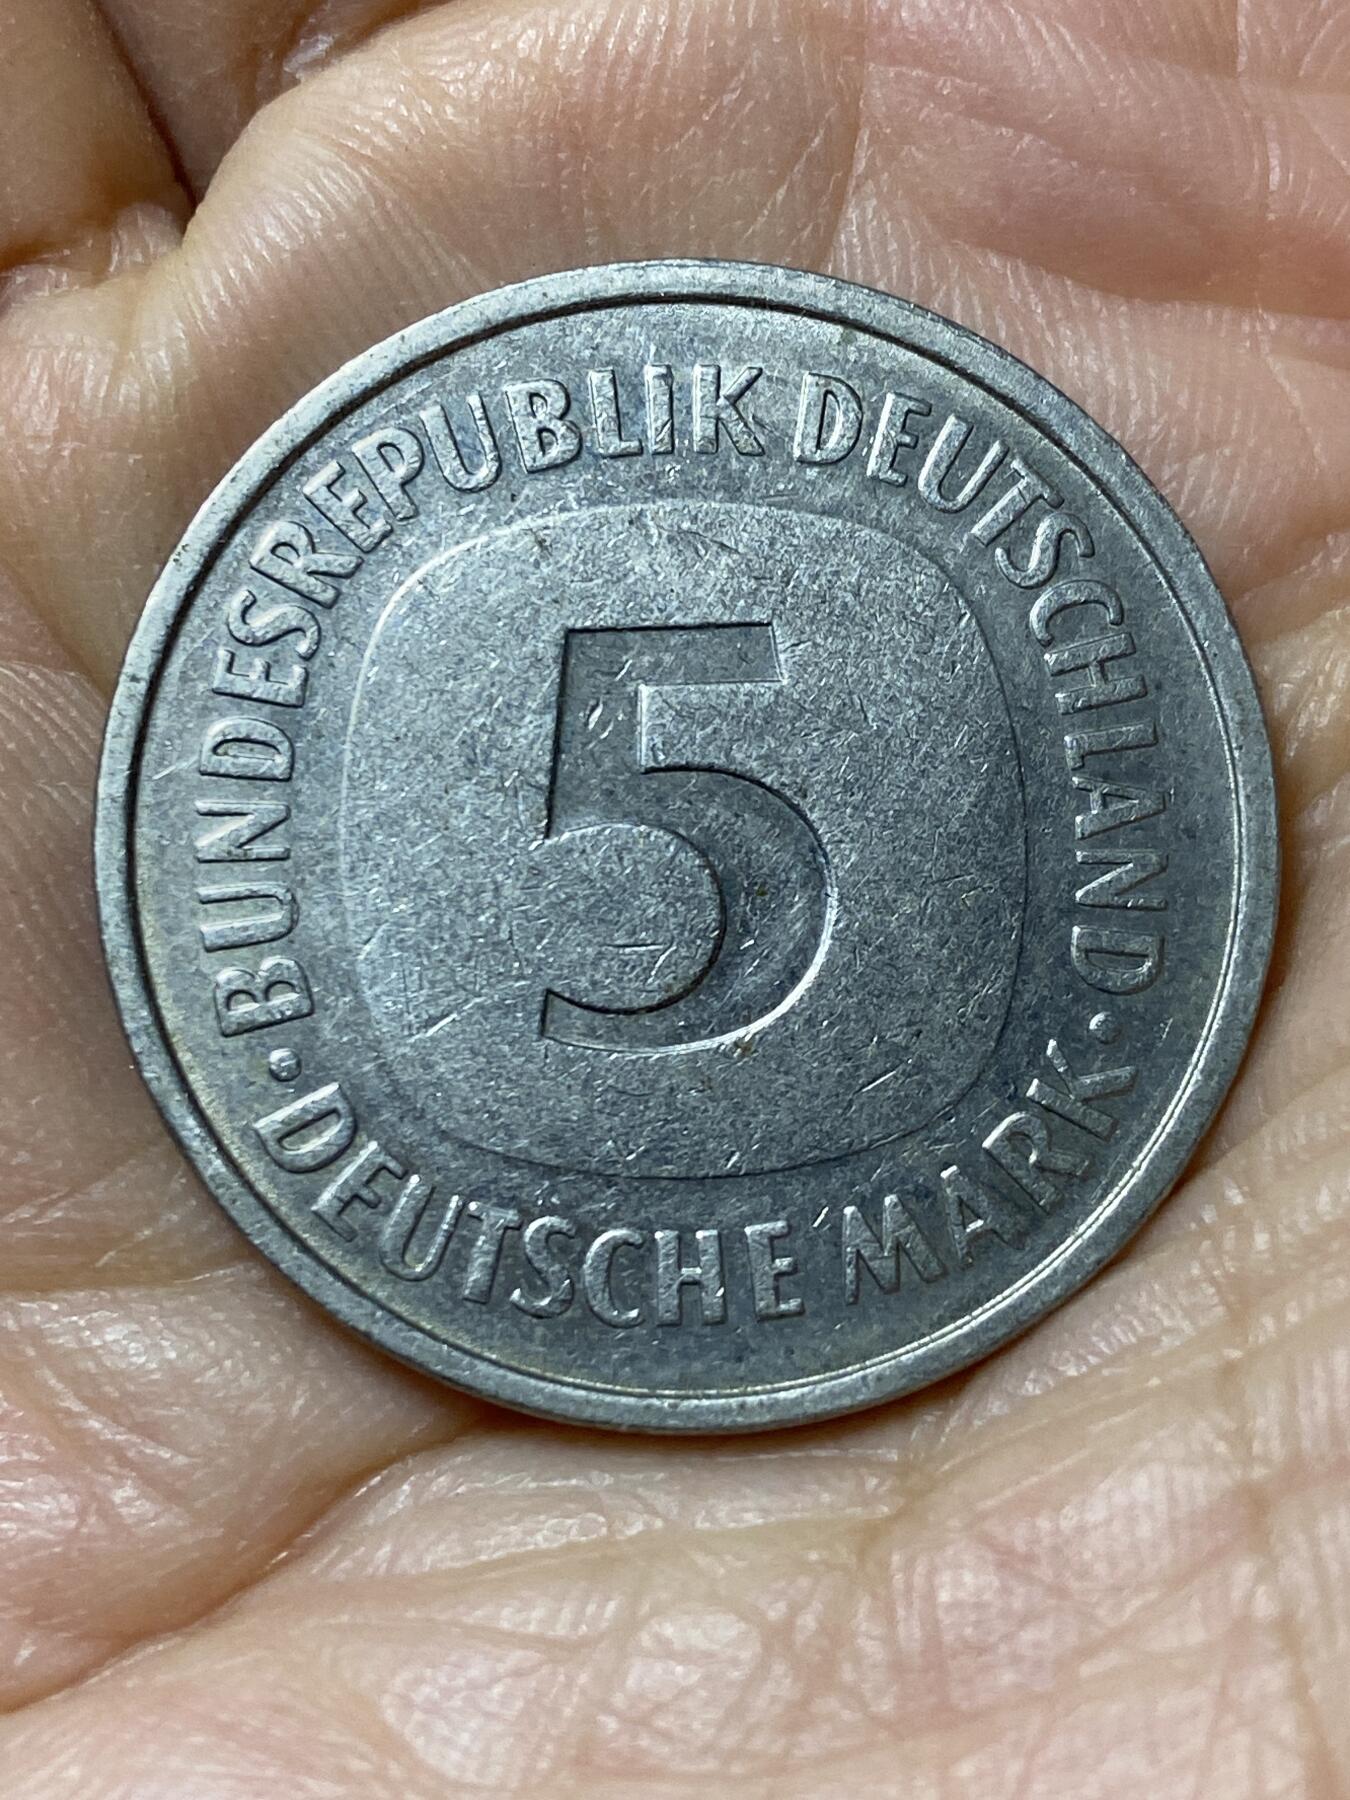 BUNDESREPUBLIK DEUTSCHLAND
5
· DEUTSCHE MARK ·